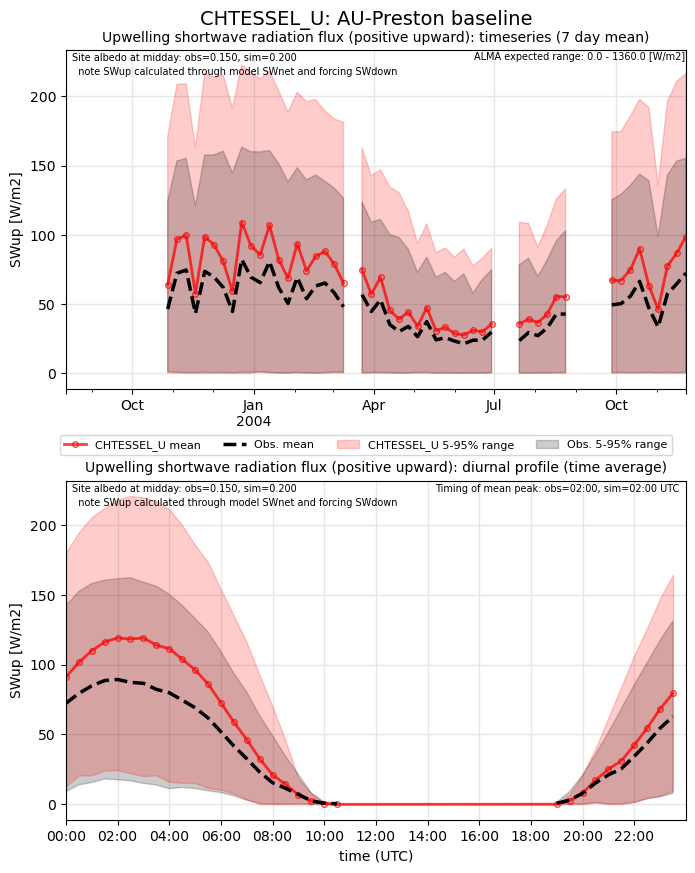 CHTESSEL_U: AU-Preston baseline
Upwelling shortwave radiation flux (positive upward): timeseries (7 day mean)
Site albedo at midday: obs=0.150, sim=0.200
note SWup calculated through model SWnet and forcing SWdown
ALMA expected range: 0.0 - 1360.0 [W/m2]
SWup [W/m2]
200
150
100
50
0
Oct
Jan
2004
Apr
Jul
Oct
CHTESSEL_U mean
Obs. mean
CHTESSEL_U 5-95% range
Obs. 5-95% range
Upwelling shortwave radiation flux (positive upward): diurnal profile (time average)
Site albedo at midday: obs=0.150, sim=0.200
note SWup calculated through model SWnet and forcing SWdown
Timing of mean peak: obs=02:00, sim=02:00 UTC
SWup [W/m2]
200
150
100
50
0
00:00
02:00
04:00
06:00
08:00
10:00
12:00
14:00
16:00
18:00
20:00
22:00
time (UTC)